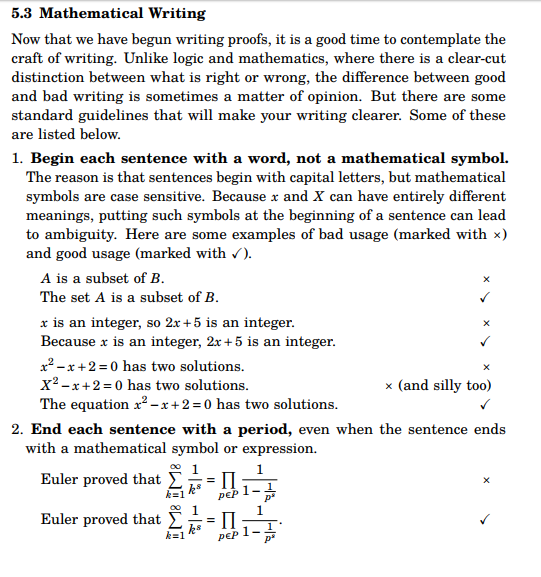 5.3 Mathematical Writing
Now that we have begun writing proofs, it is a good time to contemplate the
craft of writing. Unlike logic and mathematics, where there is a clear-cut
distinction between what is right or wrong, the difference between good
and bad writing is sometimes a matter of opinion. But there are some
standard guidelines that will make your writing clearer. Some of these
are listed below.
1. Begin each sentence with a word, not a mathematical symbol.
The reason is that sentences begin with capital letters, but mathematical
symbols are case sensitive. Because x and X can have entirely different
meanings, putting such symbols at the beginning of a sentence can lead
to ambiguity. Here are some examples of bad usage (marked with ×)
and good usage (marked with ✓).
A is a subset of B. ×
The set A is a subset of B. ✓
x is an integer, so 2x+5 is an integer. ×
Because x is an integer, 2x+5 is an integer. ✓
x²−x+2=0 has two solutions. ×
X²−x+2=0 has two solutions. × (and silly too)
The equation x²−x+2=0 has two solutions. ✓
2. End each sentence with a period, even when the sentence ends
with a mathematical symbol or expression.
Euler proved that ∑_{k=1}^{∞} 1/k^s = ∏_{p∈P} 1/(1−1/p^s) ×
Euler proved that ∑_{k=1}^{∞} 1/k^s = ∏_{p∈P} 1/(1−1/p^s). ✓